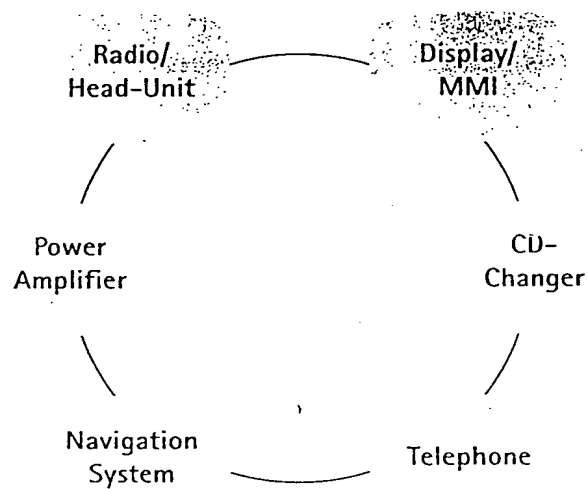 Radio/
Head-Unit
Display/
MMI
Power
Amplifier
CD-
Changer
Navigation
System
Telephone